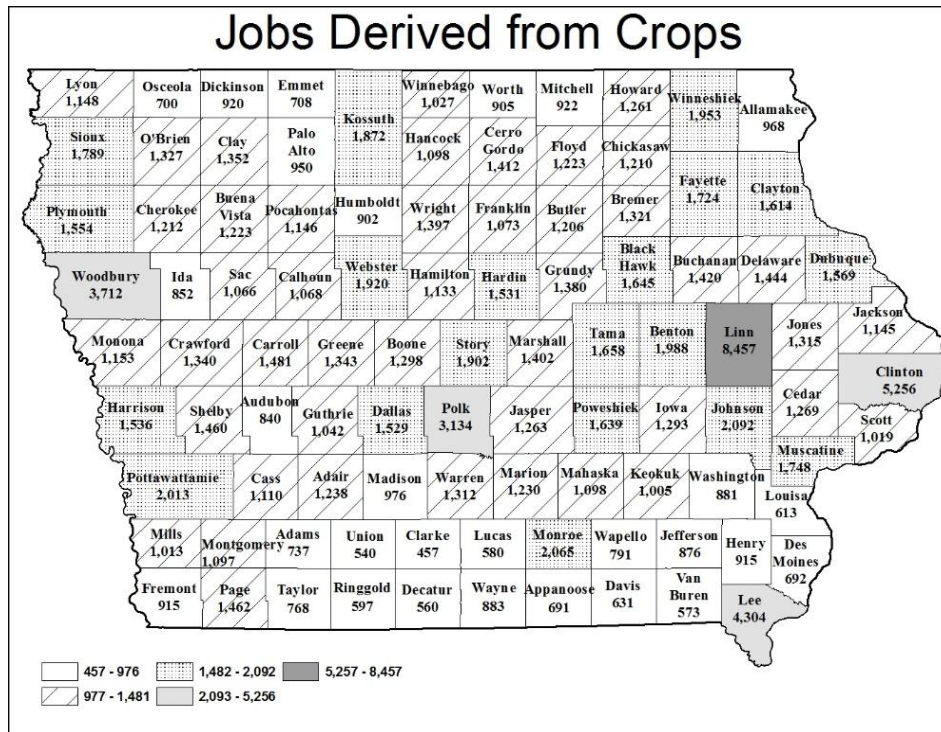 Jobs Derived from Crops
Lyon
1,148
Osceola
700
Dickinson
920
Emmet
708
Kossuth
1,872
Winnebago
1,027
Worth
905
Mitchell
922
Howard
1,261
Winneshiek
1,953
Allamakee
968
Sioux
1,789
O'Brien
1,327
Clay
1,352
Palo
Alto
950
Hancock
1,098
Cerro
Gordo
1,412
Floyd
1,223
Chickasaw
1,210
Fayette
1,724
Clayton
1,614
Plymouth
1,554
Cherokee
1,212
Buena
Vista
1,223
Pocahontas
1,146
Humboldt
902
Wright
1,397
Franklin
1,073
Butler
1,206
Bremer
1,321
Woodbury
3,712
Ida
852
Sac
1,066
Calhoun
1,068
Webster
1,920
Hamilton
1,133
Hardin
1,531
Grundy
1,380
Black
Hawk
1,645
Buchanan
1,420
Delaware
1,444
Dubuque
1,569
Monona
1,153
Crawford
1,340
Carroll
1,481
Greene
1,343
Boone
1,298
Story
1,902
Marshall
1,402
Tama
1,658
Benton
1,988
Linn
8,457
Jones
1,315
Jackson
1,145
Clinton
5,256
Harrison
1,536
Shelby
1,460
Audubon
840
Guthrie
1,042
Dallas
1,529
Polk
3,134
Jasper
1,263
Poweshiek
1,639
Iowa
1,293
Johnson
2,092
Cedar
1,269
Scott
1,019
Muscatine
1,748
Pottawattamie
2,013
Cass
1,110
Adair
1,238
Madison
976
Warren
1,312
Marion
1,230
Mahaska
1,098
Keokuk
1,005
Washington
881
Louisa
613
Mills
1,013
Montgomery
1,097
Adams
737
Union
540
Clarke
457
Lucas
580
Monroe
2,065
Wapello
791
Jefferson
876
Henry
915
Des
Moines
692
Fremont
915
Page
1,462
Taylor
768
Ringgold
597
Decatur
560
Wayne
883
Appanoose
691
Davis
631
Van
Buren
573
Lee
4,304
457 - 976
1,482 - 2,092
5,257 - 8,457
977 - 1,481
2,093 - 5,256